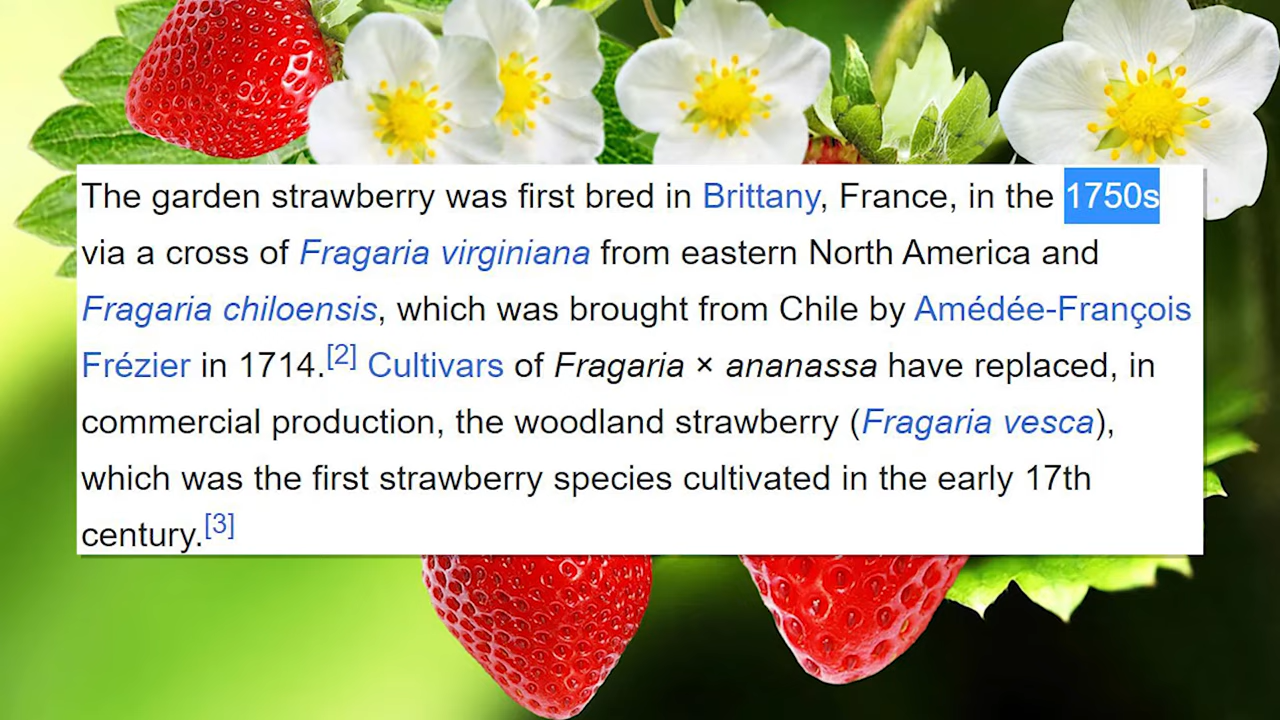 The garden strawberry was first bred in Brittany, France, in the 1750s
via a cross of Fragaria virginiana from eastern North America and
Fragaria chiloensis, which was brought from Chile by Amédée-François
Frézier in 1714.[2] Cultivars of Fragaria × ananassa have replaced, in
commercial production, the woodland strawberry (Fragaria vesca),
which was the first strawberry species cultivated in the early 17th
century.[3]